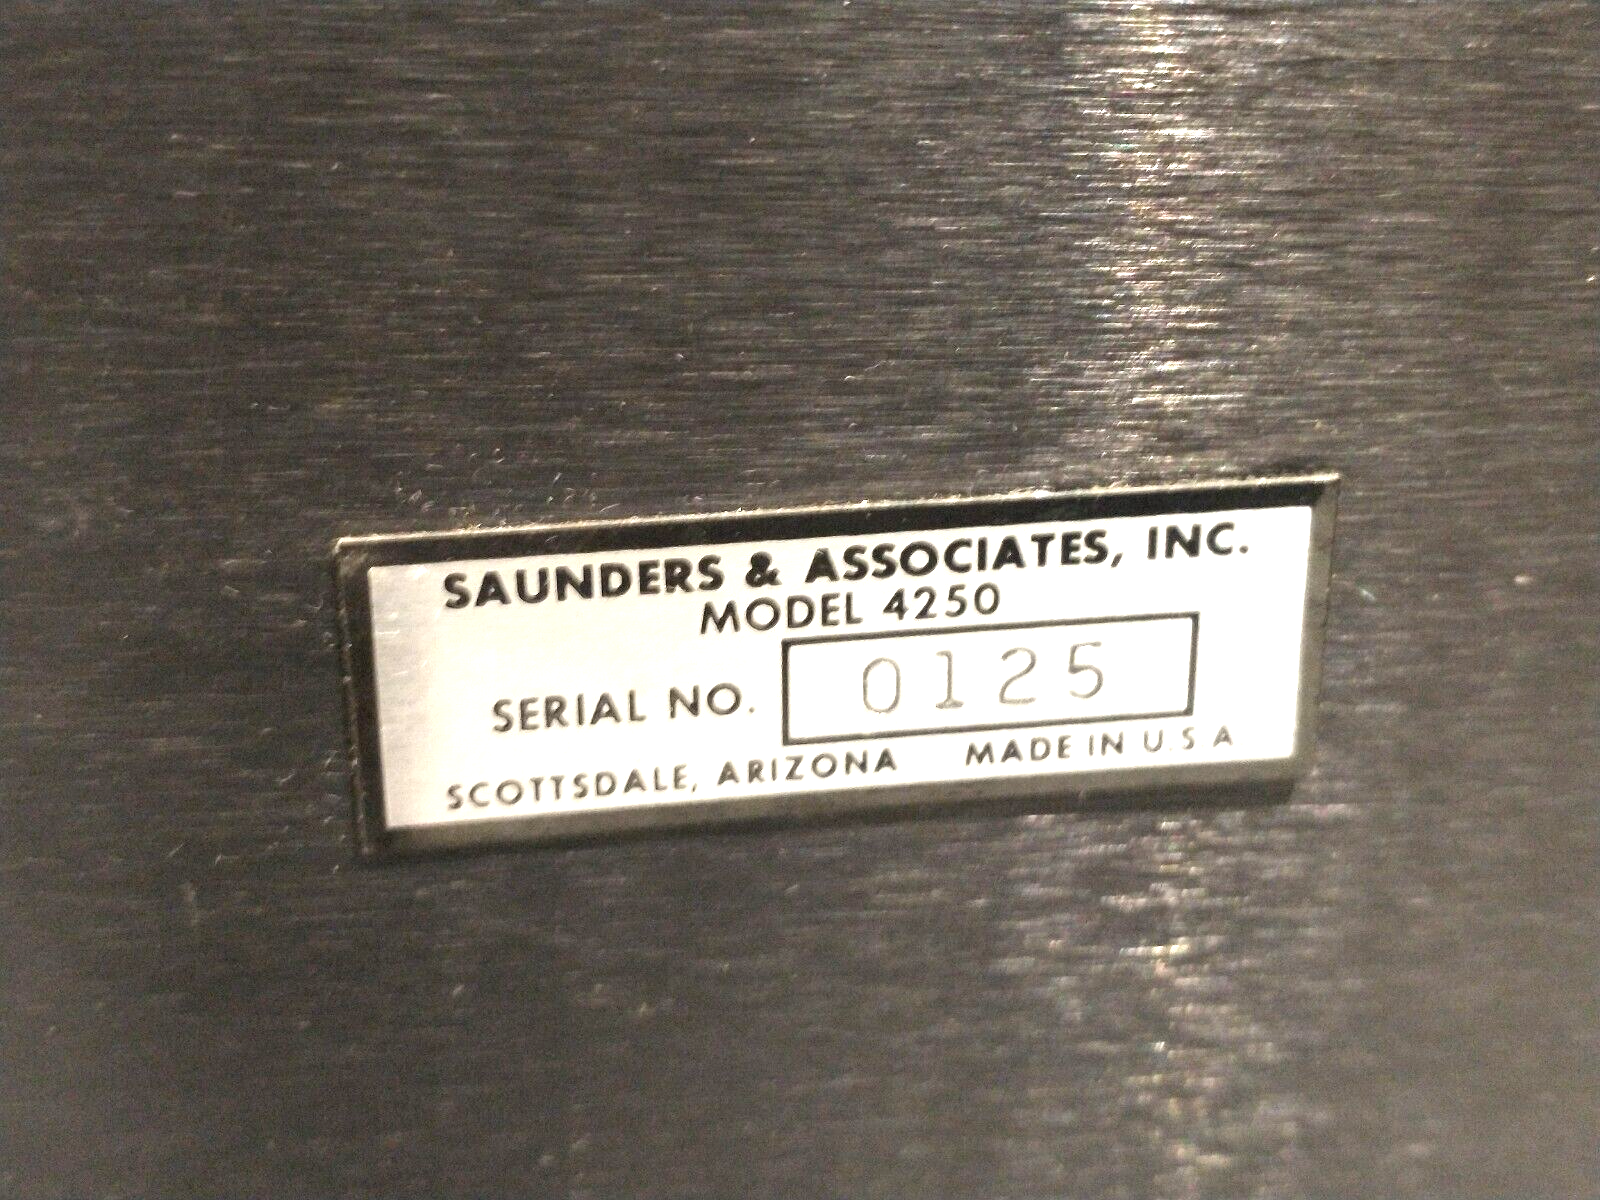 SAUNDERS & ASSOCIATES, INC.
MODEL 4250
SERIAL NO. 0125
SCOTTSDALE, ARIZONA MADE IN U.S A